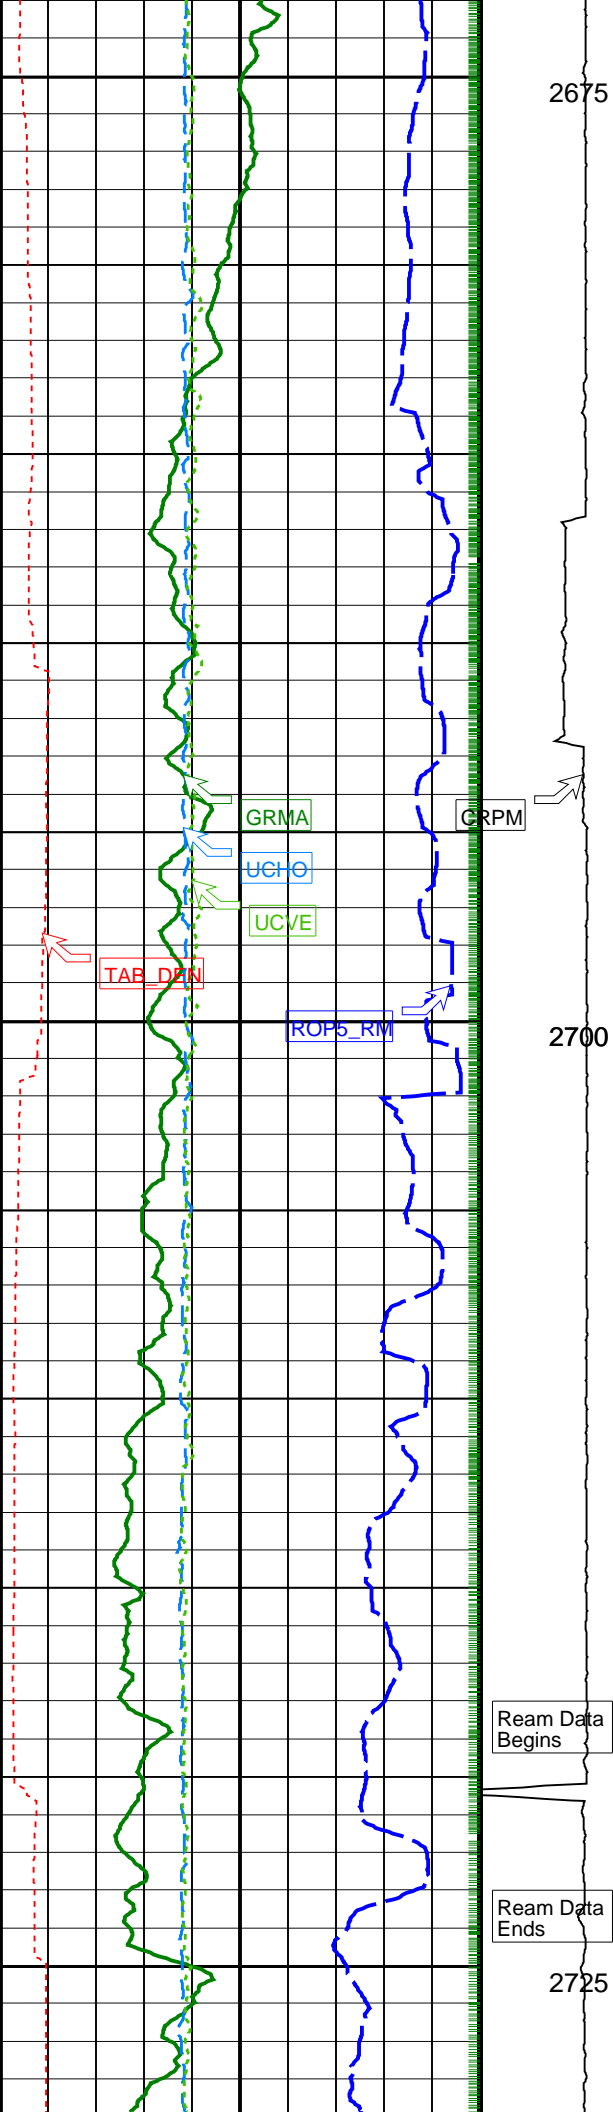 2675
GRMA
CRPM
UCHO
UCVE
TAB_DEN
ROP5_RM
2700
Ream Data
Begins
Ream Data
Ends
2725